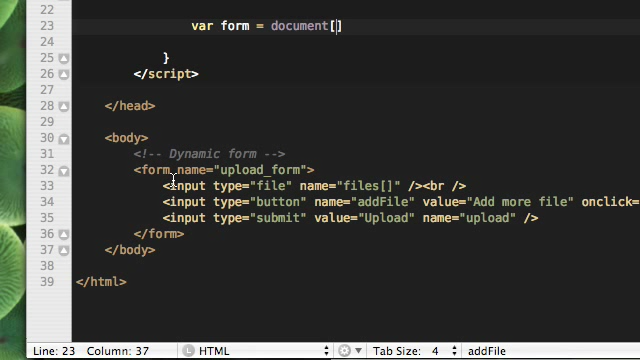 22
23 var form = document[]
24
25 }
26 </script>
27
28 </head>
29
30 <body>
31 <!-- Dynamic form -->
32 <form name="upload_form">
33 <input type="file" name="files[]" /><br />
34 <input type="button" name="addFile" value="Add more file" onclick=
35 <input type="submit" value="Upload" name="upload" />
36 </form>
37 </body>
38
39 </html>
Line: 23 Column: 37 L HTML Tab Size: 4 addFile